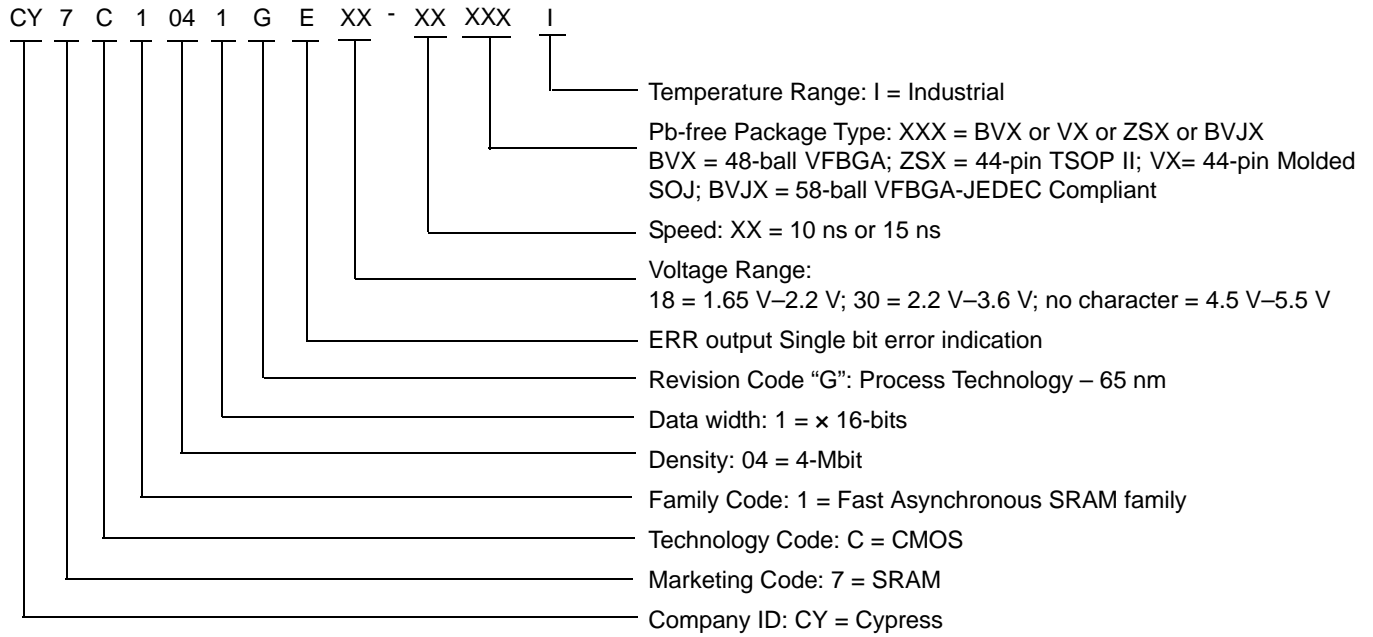 CY 7 C 1 04 1 G E XX - XX XXX I
Temperature Range: I = Industrial
Pb-free Package Type: XXX = BVX or VX or ZSX or BVJX
BVX = 48-ball VFBGA; ZSX = 44-pin TSOP II; VX= 44-pin Molded
SOJ; BVJX = 58-ball VFBGA-JEDEC Compliant
Speed: XX = 10 ns or 15 ns
Voltage Range:
18 = 1.65 V–2.2 V; 30 = 2.2 V–3.6 V; no character = 4.5 V–5.5 V
ERR output Single bit error indication
Revision Code “G”: Process Technology – 65 nm
Data width: 1 = × 16-bits
Density: 04 = 4-Mbit
Family Code: 1 = Fast Asynchronous SRAM family
Technology Code: C = CMOS
Marketing Code: 7 = SRAM
Company ID: CY = Cypress